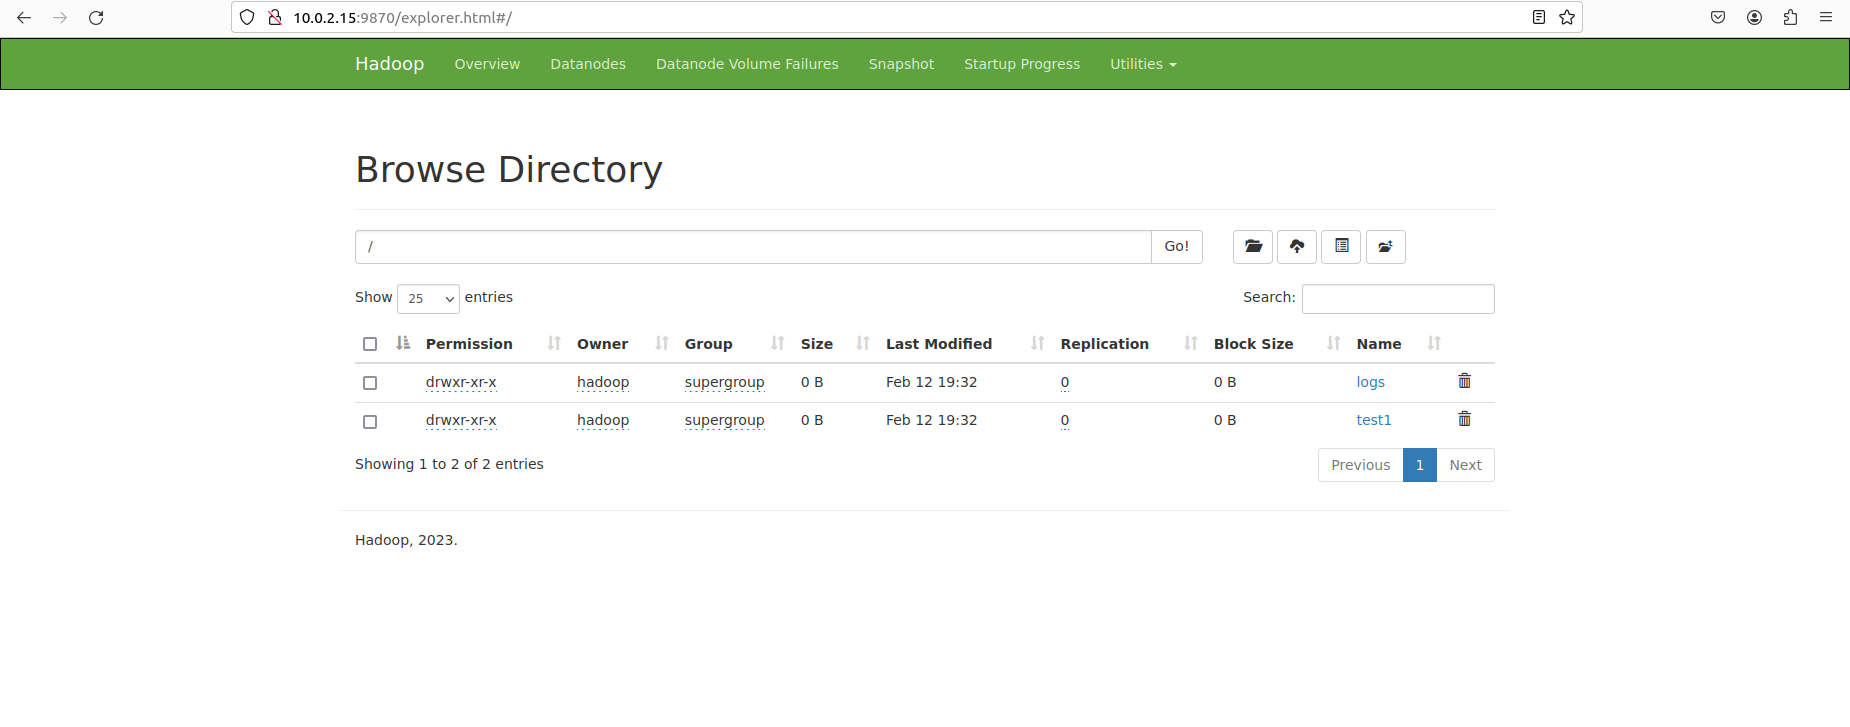 10.0.2.15:9870/explorer.html#/
Hadoop Overview Datanodes Datanode Volume Failures Snapshot Startup Progress Utilities
Browse Directory
/ Go!
Show 25 entries Search:
Permission Owner Group Size Last Modified Replication Block Size Name
drwxr-xr-x hadoop supergroup 0 B Feb 12 19:32 0 0 B logs
drwxr-xr-x hadoop supergroup 0 B Feb 12 19:32 0 0 B test1
Showing 1 to 2 of 2 entries Previous 1 Next
Hadoop, 2023.